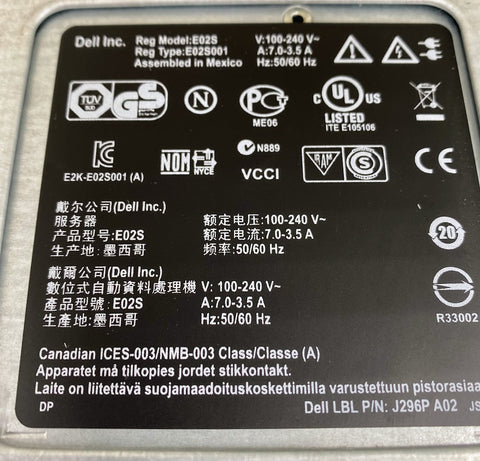 Dell Inc. Reg Model:E02S V:100-240 V~
Reg Type:E02S001 A:7.0-3.5 A
Assembled in Mexico Hz:50/60 Hz
TÜV GS N PC c UL us
SÜD ME06 LISTED
ITE E105106
N889
E2K-E02S001 (A) NOM NYCE VCCI RAM S CE
戴尔公司(Dell Inc.)
服务器 额定电压:100-240 V~
产品型号:E02S 额定电流:7.0-3.5 A
生产地: 墨西哥 频率:50/60 Hz
20
戴爾公司(Dell Inc.)
數位式自動資料處理機 V: 100-240 V~
產品型號: E02S A:7.0-3.5 A
生產地:墨西哥 Hz:50/60 Hz
R33002
Canadian ICES-003/NMB-003 Class/Classe (A)
Apparatet må tilkopies jordet stikkontakt.
Laite on liitettävä suojamaadoituskoskettimilla varustettuun pistorasiaa
DP Dell LBL P/N: J296P A02 JS